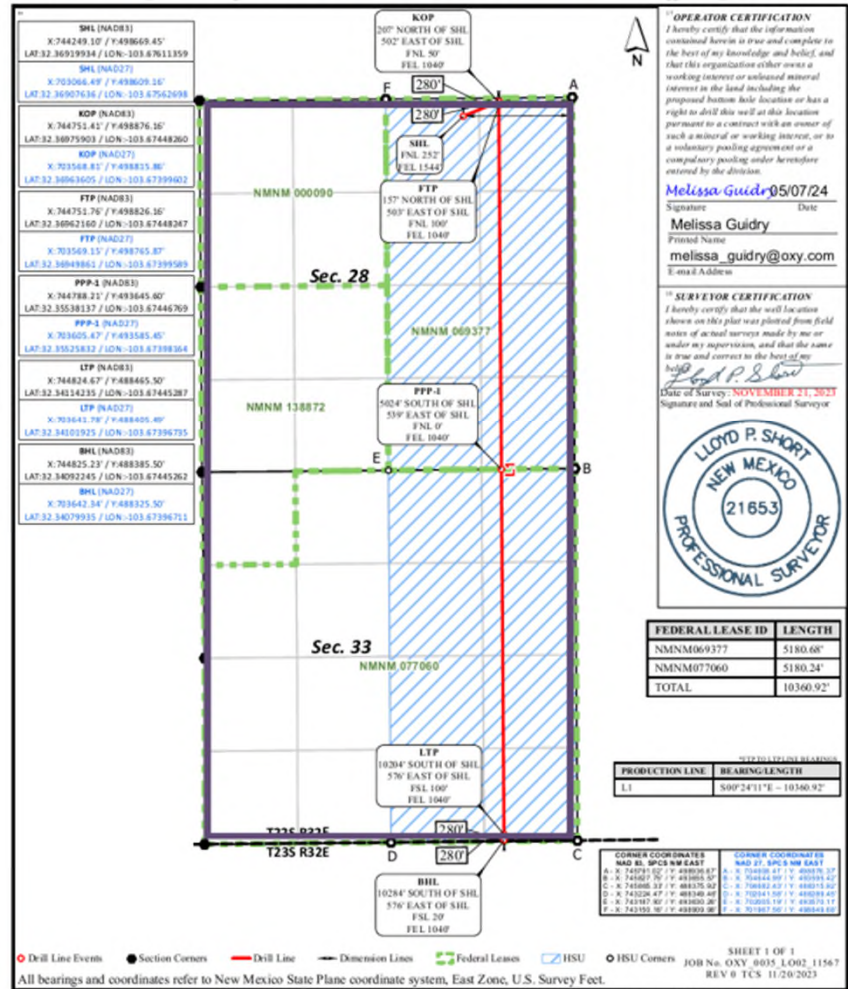 SHL (NAD83)
X:744249.10' / Y:498669.45'
LAT:32.36919934 / LON:-103.67611359
SHL (NAD27)
X:703066.49' / Y:498609.16'
LAT:32.36907636 / LON:-103.67562698
KOP (NAD83)
X:744751.41' / Y:498876.16'
LAT:32.36975903 / LON:-103.67448260
KOP (NAD27)
X:703568.81' / Y:498815.86'
LAT:32.36963605 / LON:-103.67399602
FTP (NAD83)
X:744751.76' / Y:498826.16'
LAT:32.36962160 / LON:-103.67448247
FTP (NAD27)
X:703569.15' / Y:498765.87'
LAT:32.36949861 / LON:-103.67399589
PPP-1 (NAD83)
X:744788.21' / Y:493645.60'
LAT:32.35538137 / LON:-103.67446769
PPP-1 (NAD27)
X:703605.47' / Y:493585.45'
LAT:32.35525832 / LON:-103.67398164
LTP (NAD83)
X:744824.67' / Y:488465.50'
LAT:32.34114235 / LON:-103.67445287
LTP (NAD27)
X:703641.78' / Y:488405.49'
LAT:32.34101925 / LON:-103.67396735
BHL (NAD83)
X:744825.23' / Y:488385.50'
LAT:32.34092245 / LON:-103.67445262
BHL (NAD27)
X:703642.34' / Y:488325.50'
LAT:32.34079935 / LON:-103.67396711
KOP
207' NORTH OF SHL
502' EAST OF SHL
FNL 50'
FEL 1040'
N
F
280'
A
280'
SHL
FNL 252'
FEL 1544'
FTP
157' NORTH OF SHL
503' EAST OF SHL
FNL 100'
FEL 1040'
NMNM 000090
Sec. 28
NMNM 069377
PPP-1
5024' SOUTH OF SHL
539' EAST OF SHL
FNL 0'
FEL 1040'
NMNM 138872
E
L1
B
Sec. 33
NMNM 077060
LTP
10204' SOUTH OF SHL
576' EAST OF SHL
FSL 100'
FEL 1040'
280'
T22S R32E
T23S R32E
D
280'
C
BHL
10284' SOUTH OF SHL
576' EAST OF SHL
FSL 20'
FEL 1040'
OPERATOR CERTIFICATION
I hereby certify that the information
contained herein is true and complete to
the best of my knowledge and belief, and
that this organization either owns a
working interest or unleased mineral
interest in the land including the
proposed bottom hole location or has a
right to drill this well at this location
pursuant to a contract with an owner of
such a mineral or working interest, or to
a voluntary pooling agreement or a
compulsory pooling order heretofore
entered by the division.
Melissa Guidry 05/07/24
Signature Date
Melissa Guidry
Printed Name
melissa_guidry@oxy.com
E-mail Address
SURVEYOR CERTIFICATION
I hereby certify that the well location
shown on this plat was plotted from field
notes of actual surveys made by me or
under my supervision, and that the same
is true and correct to the best of my
belief.
Lloyd P. Short
Date of Survey: NOVEMBER 21, 2023
Signature and Seal of Professional Surveyor
LLOYD P. SHORT
NEW MEXICO
21653
PROFESSIONAL SURVEYOR
FEDERAL LEASE ID LENGTH
NMNM069377 5180.68'
NMNM077060 5180.24'
TOTAL 10360.92'
*FTP TO LTP LINE BEARINGS
PRODUCTION LINE BEARING/LENGTH
L1 S00°24'11"E ~ 10360.92'
CORNER COORDINATES
NAD 83, SPCS NM EAST
CORNER COORDINATES
NAD 27, SPCS NM EAST
Drill Line Events
Section Corners
Drill Line
Dimension Lines
Federal Leases
HSU
HSU Corners
SHEET 1 OF 1
JOB No. OXY_0035_LO02_11567
REV 0 TCS 11/20/2023
All bearings and coordinates refer to New Mexico State Plane coordinate system, East Zone, U.S. Survey Feet.